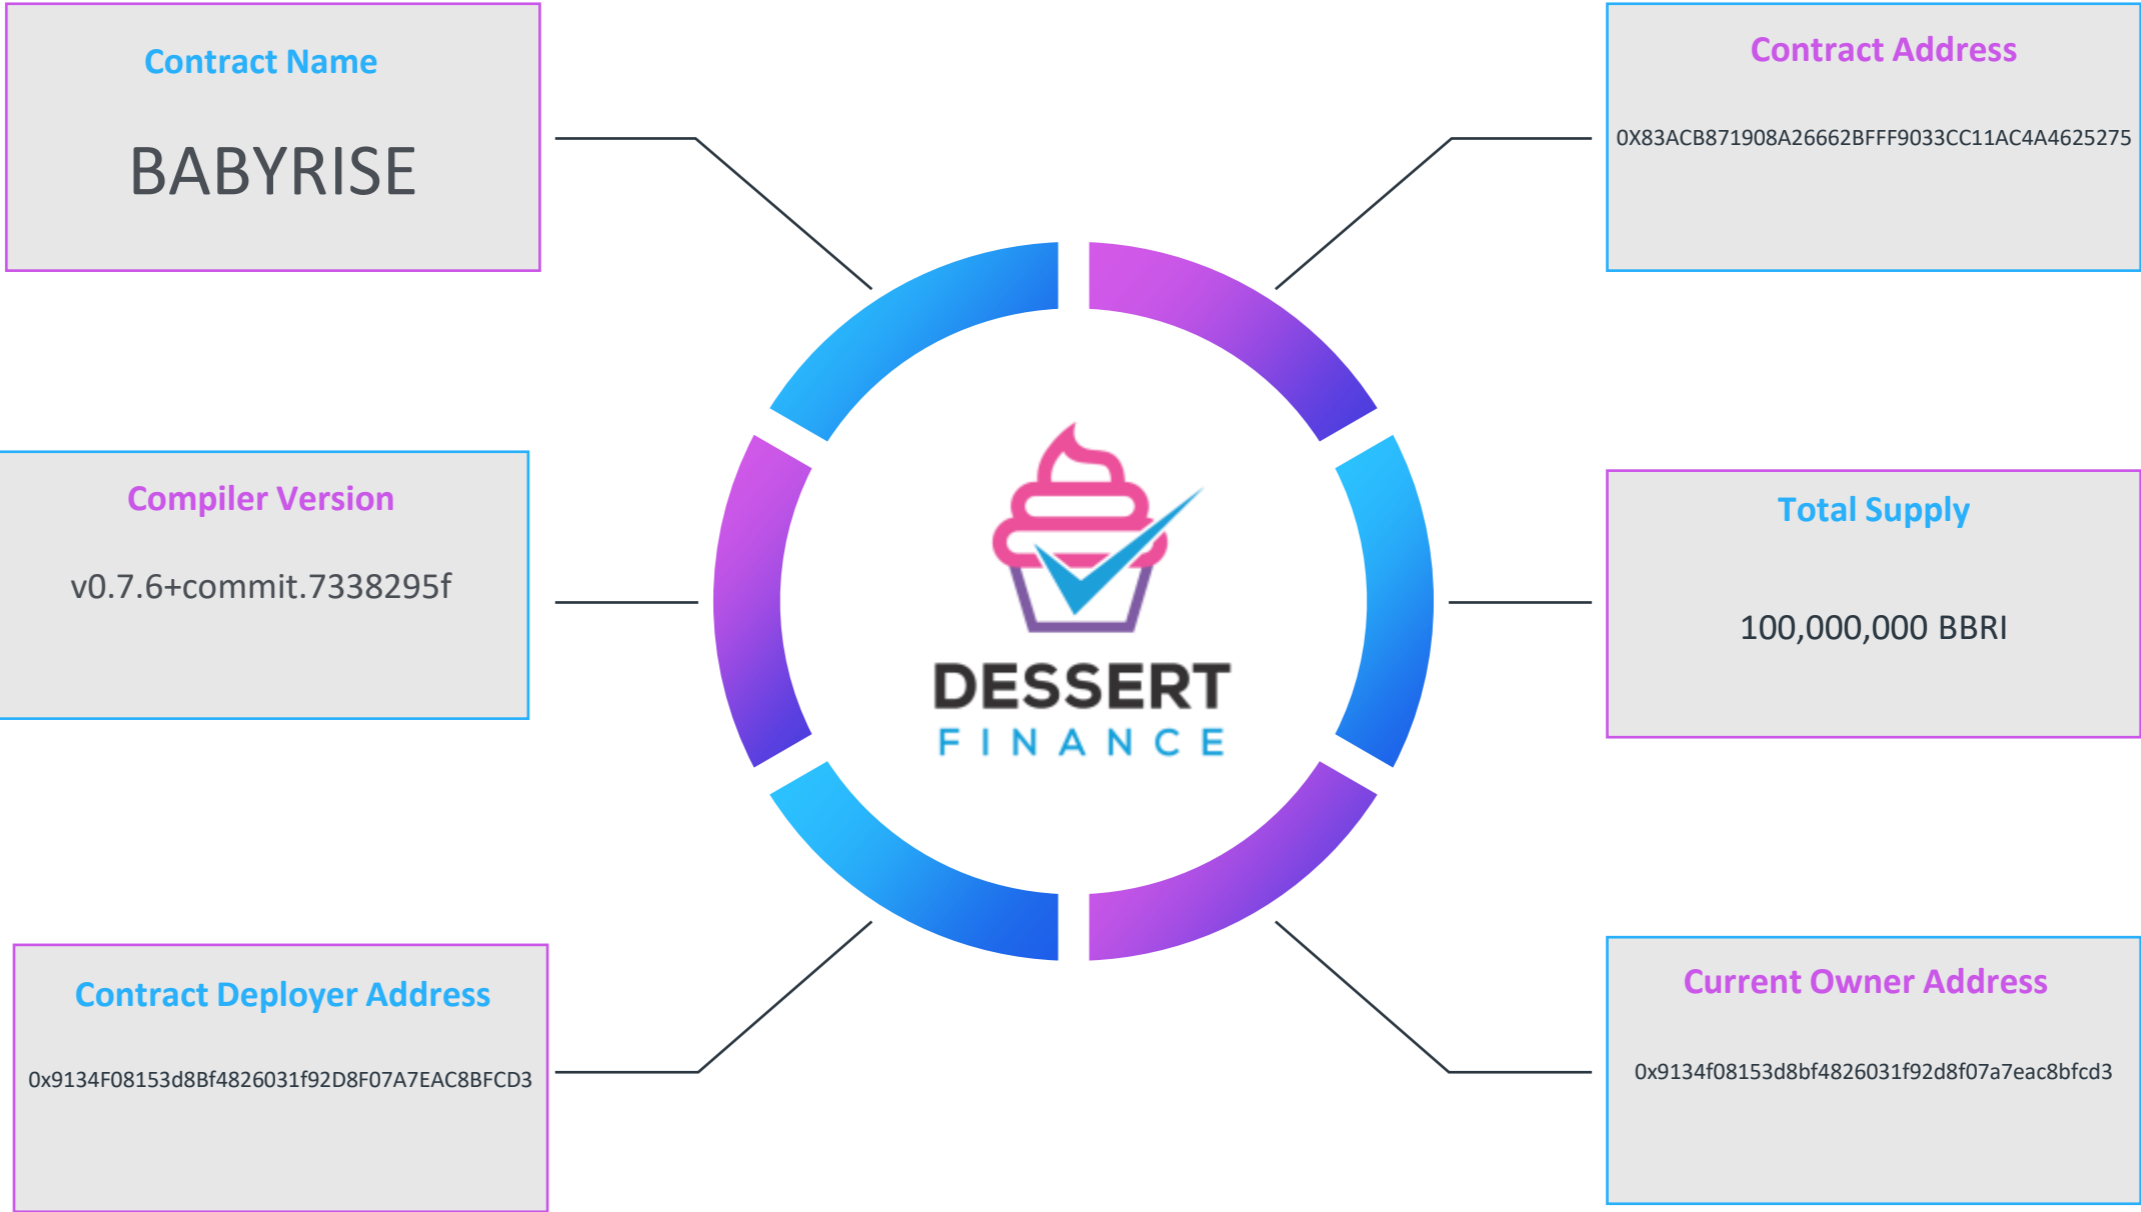 Contract Name
BABYRISE
Contract Address
0X83ACB871908A26662BFFF9033CC11AC4A4625275
Compiler Version
v0.7.6+commit.7338295f
Total Supply
100,000,000 BBRI
DESSERT
FINANCE
Contract Deployer Address
0x9134F08153d8Bf4826031f92D8F07A7EAC8BFCD3
Current Owner Address
0x9134f08153d8bf4826031f92d8f07a7eac8bfcd3